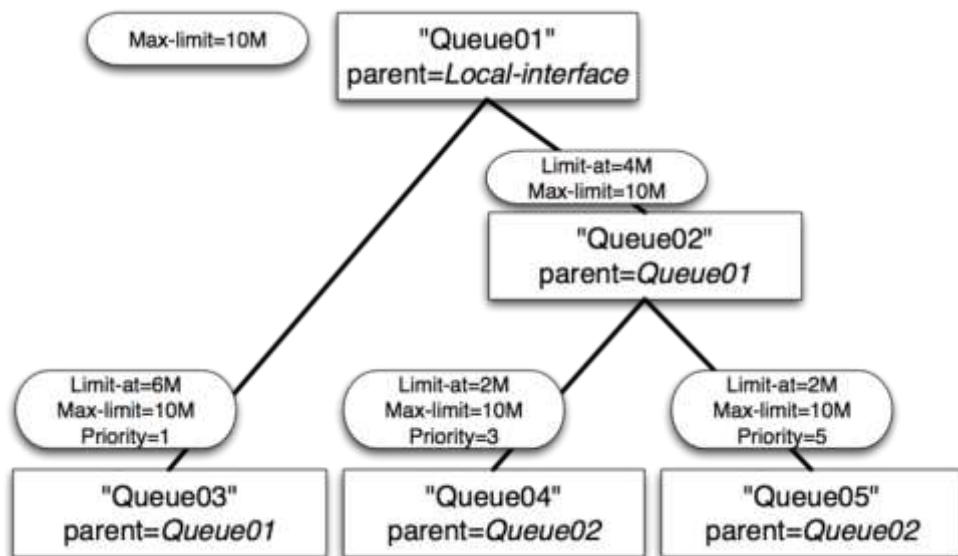 Max-limit=10M
"Queue01"
parent=Local-interface
Limit-at=4M
Max-limit=10M
"Queue02"
parent=Queue01
Limit-at=6M
Max-limit=10M
Priority=1
Limit-at=2M
Max-limit=10M
Priority=3
Limit-at=2M
Max-limit=10M
Priority=5
"Queue03"
parent=Queue01
"Queue04"
parent=Queue02
"Queue05"
parent=Queue02